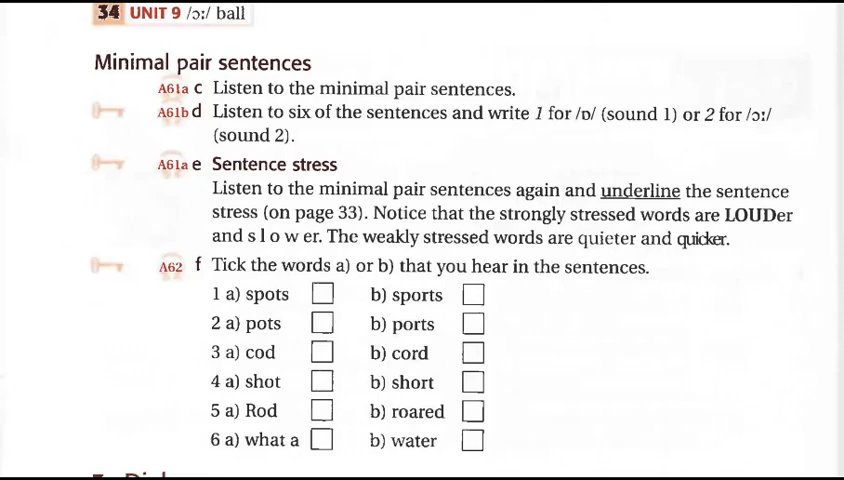 34 UNIT 9 /ɔː/ ball
Minimal pair sentences
A61a c Listen to the minimal pair sentences.
A61b d Listen to six of the sentences and write 1 for /ɒ/ (sound 1) or 2 for /ɔː/
(sound 2).
A61a e Sentence stress
Listen to the minimal pair sentences again and underline the sentence
stress (on page 33). Notice that the strongly stressed words are LOUDer
and s l o w er. The weakly stressed words are quieter and quicker.
A62 f Tick the words a) or b) that you hear in the sentences.
1 a) spots b) sports
2 a) pots b) ports
3 a) cod b) cord
4 a) shot b) short
5 a) Rod b) roared
6 a) what a b) water